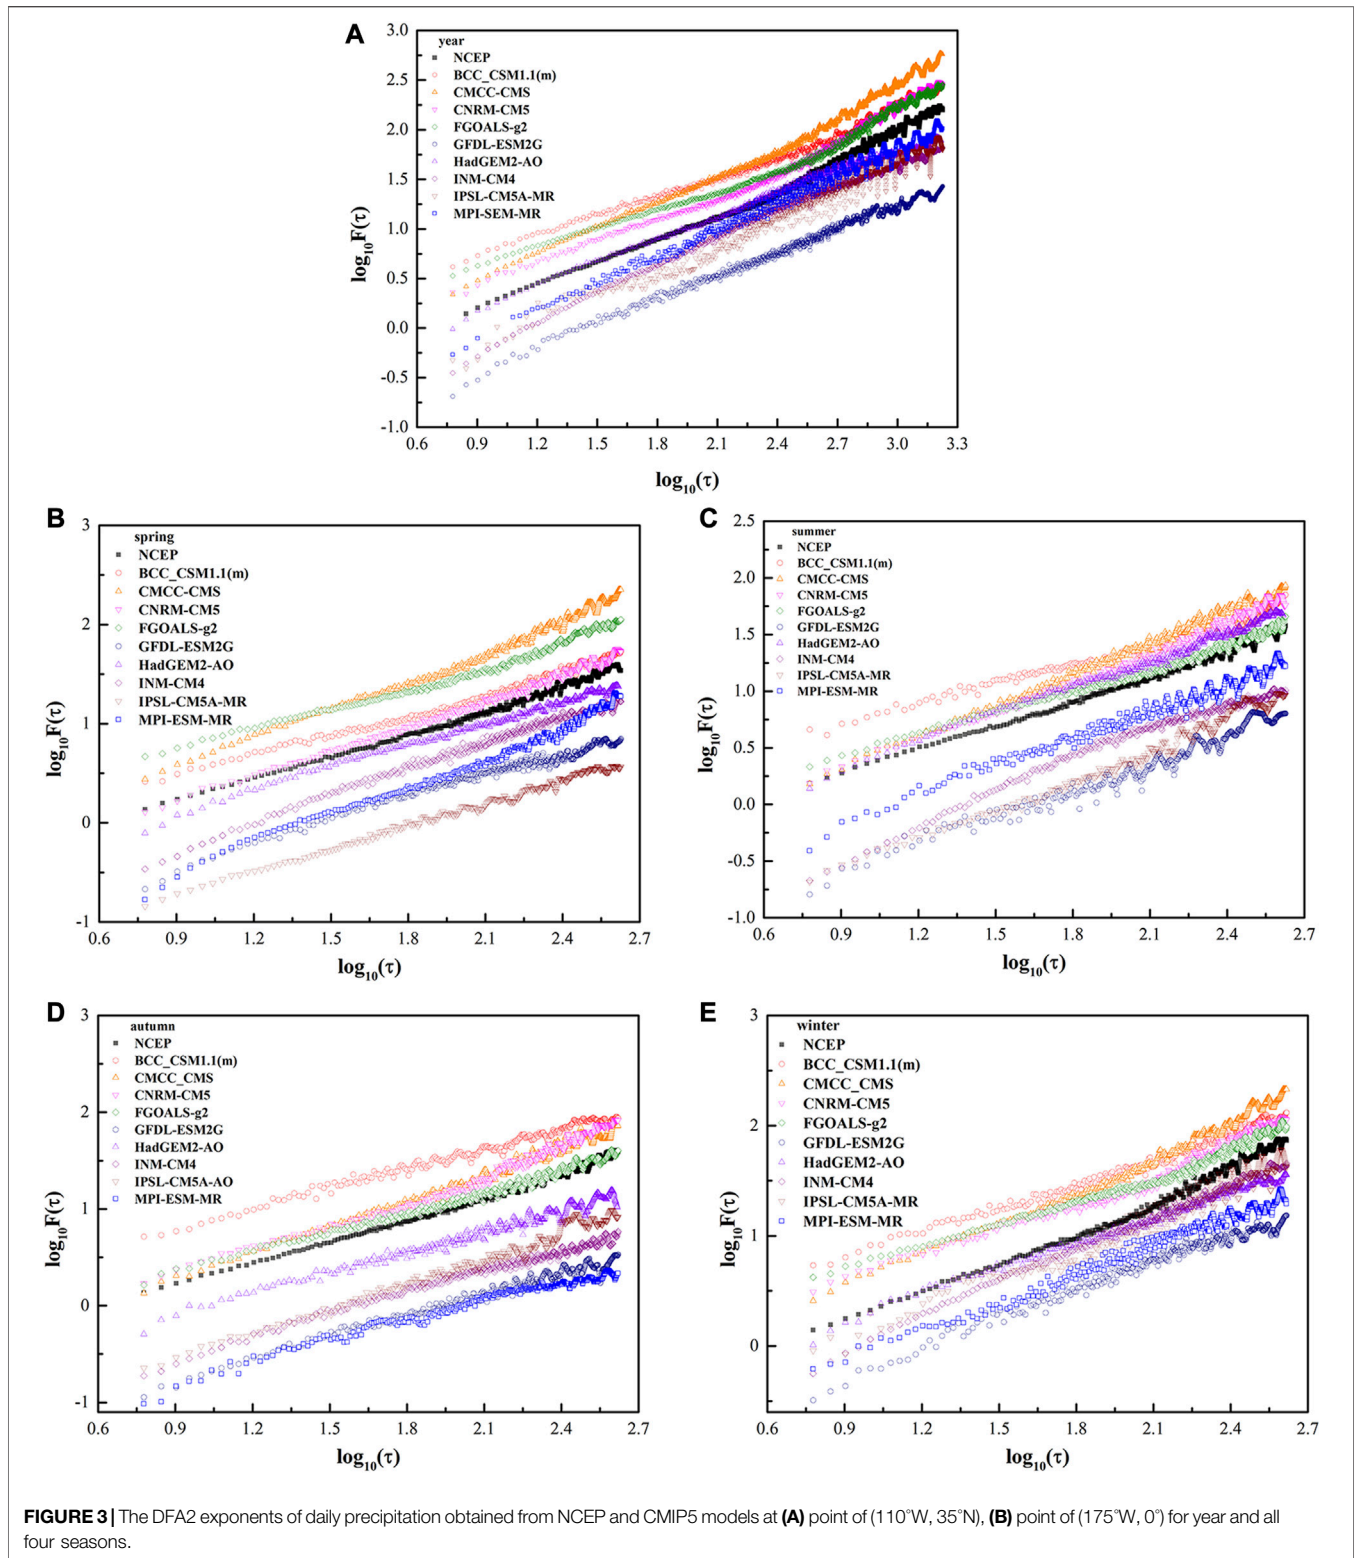 A
year
NCEP
BCC_CSM1.1(m)
CMCC-CMS
CNRM-CM5
FGOALS-g2
GFDL-ESM2G
HadGEM2-AO
INM-CM4
IPSL-CM5A-MR
MPI-SEM-MR
3.0
2.5
2.0
1.5
1.0
0.5
0.0
-0.5
-1.0
log10F(τ)
0.6 0.9 1.2 1.5 1.8 2.1 2.4 2.7 3.0 3.3
log10(τ)
B
spring
NCEP
BCC_CSM1.1(m)
CMCC-CMS
CNRM-CM5
FGOALS-g2
GFDL-ESM2G
HadGEM2-AO
INM-CM4
IPSL-CM5A-MR
MPI-ESM-MR
3
2
1
0
-1
log10F(τ)
0.6 0.9 1.2 1.5 1.8 2.1 2.4 2.7
log10(τ)
C
summer
NCEP
BCC_CSM1.1(m)
CMCC-CMS
CNRM-CM5
FGOALS-g2
GFDL-ESM2G
HadGEM2-AO
INM-CM4
IPSL-CM5A-MR
MPI-ESM-MR
2.5
2.0
1.5
1.0
0.5
0.0
-0.5
-1.0
log10F(τ)
0.6 0.9 1.2 1.5 1.8 2.1 2.4 2.7
log10(τ)
D
autumn
NCEP
BCC_CSM1.1(m)
CMCC_CMS
CNRM-CM5
FGOALS-g2
GFDL-ESM2G
HadGEM2-AO
INM-CM4
IPSL-CM5A-AO
MPI-ESM-MR
3
2
1
0
-1
log10F(τ)
0.6 0.9 1.2 1.5 1.8 2.1 2.4 2.7
log10(τ)
E
winter
NCEP
BCC_CSM1.1(m)
CMCC_CMS
CNRM-CM5
FGOALS-g2
GFDL-ESM2G
HadGEM2-AO
INM-CM4
IPSL-CM5A-MR
MPI-ESM-MR
3
2
1
0
log10F(τ)
0.6 0.9 1.2 1.5 1.8 2.1 2.4 2.7
log10(τ)
FIGURE 3 | The DFA2 exponents of daily precipitation obtained from NCEP and CMIP5 models at (A) point of (110°W, 35°N), (B) point of (175°W, 0°) for year and all
four seasons.